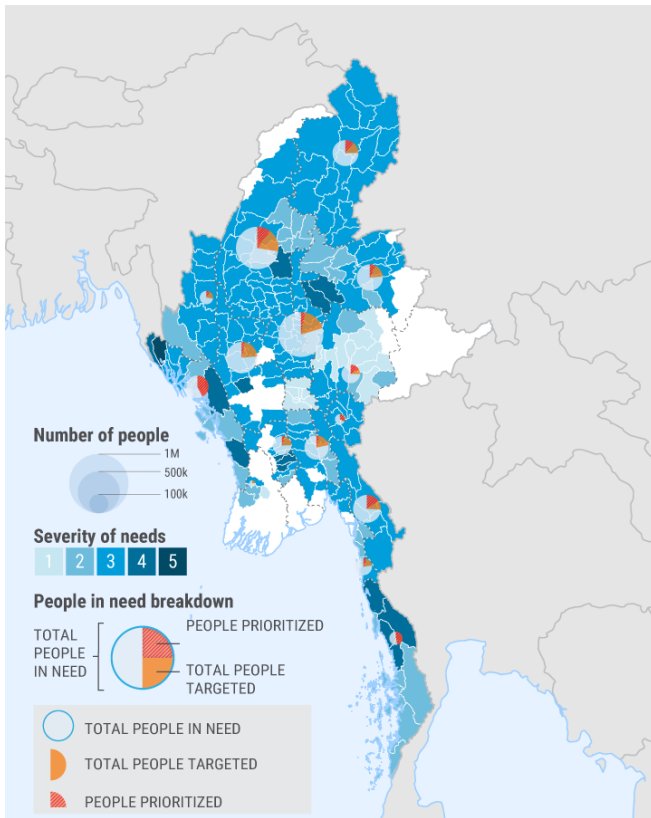 Number of people
1M
500k
100k
Severity of needs
1 2 3 4 5
People in need breakdown
TOTAL
PEOPLE
IN NEED
PEOPLE PRIORITIZED
TOTAL PEOPLE
TARGETED
TOTAL PEOPLE IN NEED
TOTAL PEOPLE TARGETED
PEOPLE PRIORITIZED